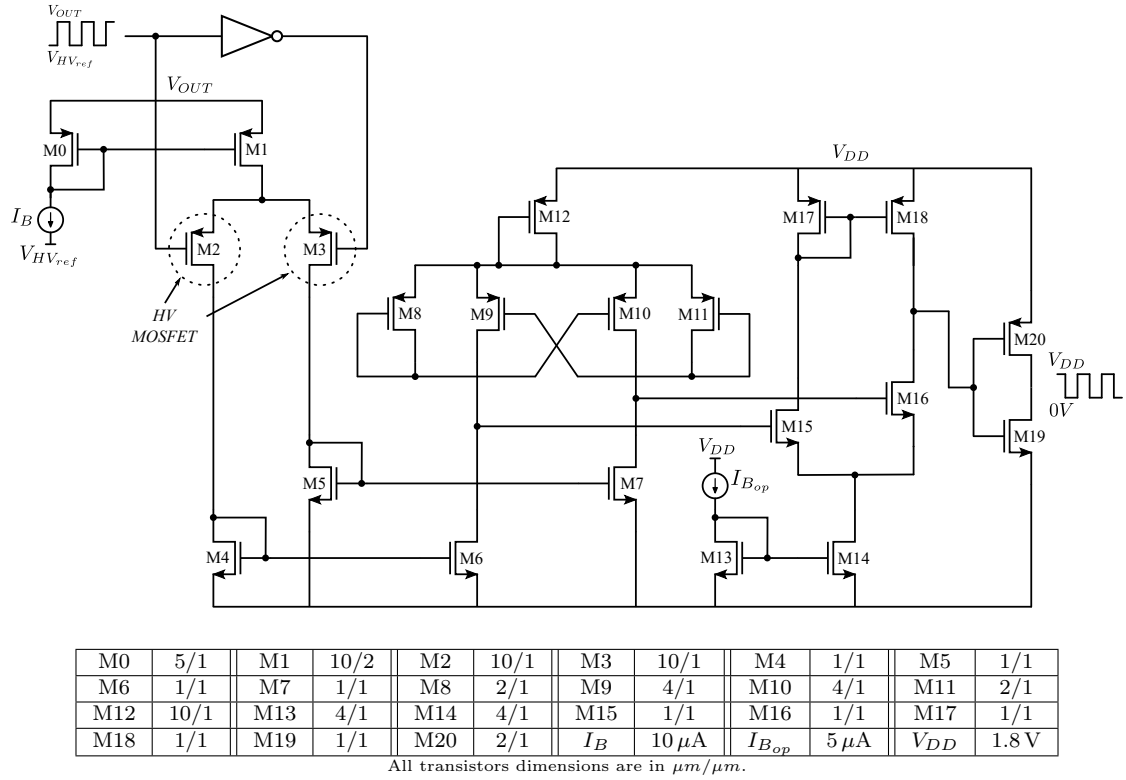 V_OUT
V_HV_ref
V_OUT
M0
M1
I_B
V_HV_ref
M2
M3
HV
MOSFET
V_DD
M12
M17
M18
M8
M9
M10
M11
M20
V_DD
0V
M16
M15
M19
V_DD
I_B_op
M5
M7
M4
M6
M13
M14
M0 5/1 M1 10/2 M2 10/1 M3 10/1 M4 1/1 M5 1/1
M6 1/1 M7 1/1 M8 2/1 M9 4/1 M10 4/1 M11 2/1
M12 10/1 M13 4/1 M14 4/1 M15 1/1 M16 1/1 M17 1/1
M18 1/1 M19 1/1 M20 2/1 I_B 10 µA I_B_op 5 µA V_DD 1.8 V
All transistors dimensions are in µm/µm.